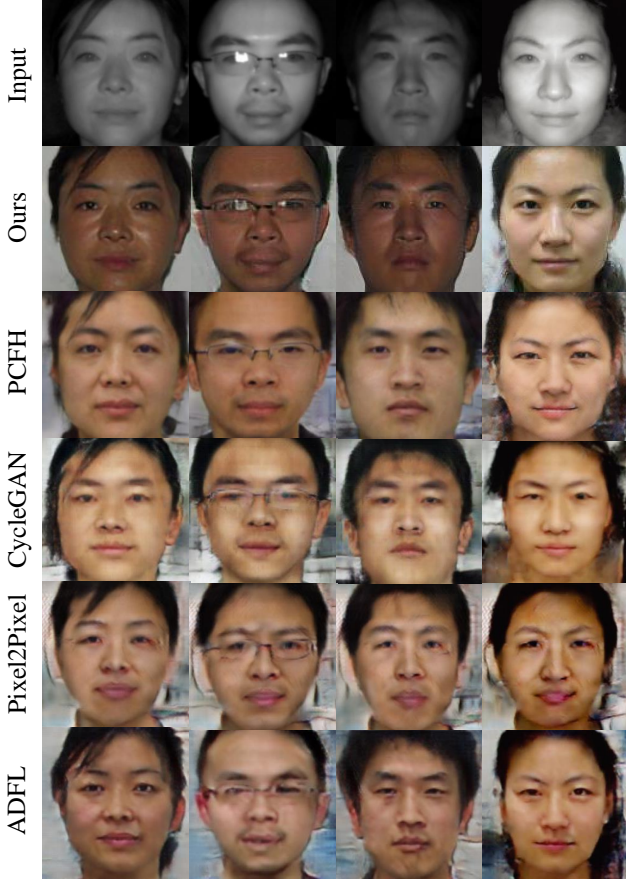 Input
Ours
PCFH
CycleGAN
Pixel2Pixel
ADFL